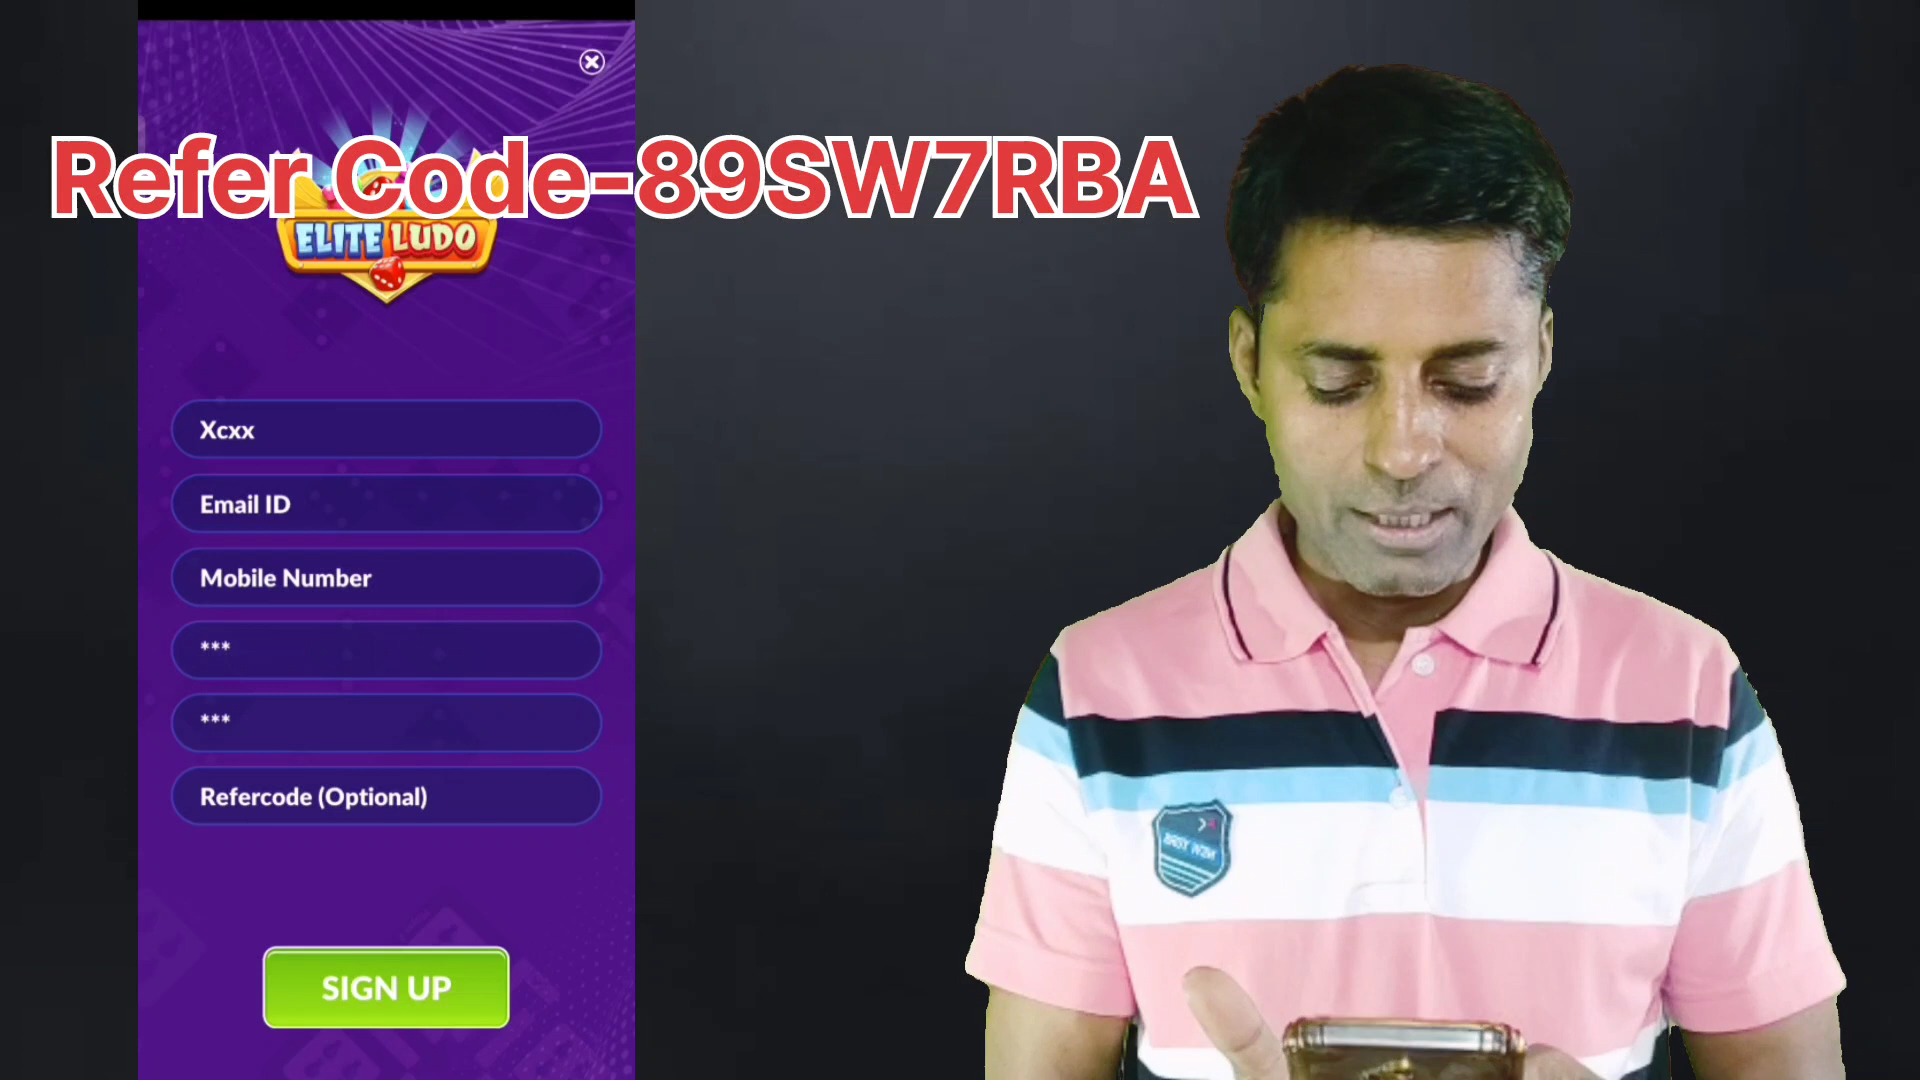 Refer Code-89SW7RBA
ELITE LUDO
Xcxx
Email ID
Mobile Number
***
***
Refercode (Optional)
SIGN UP